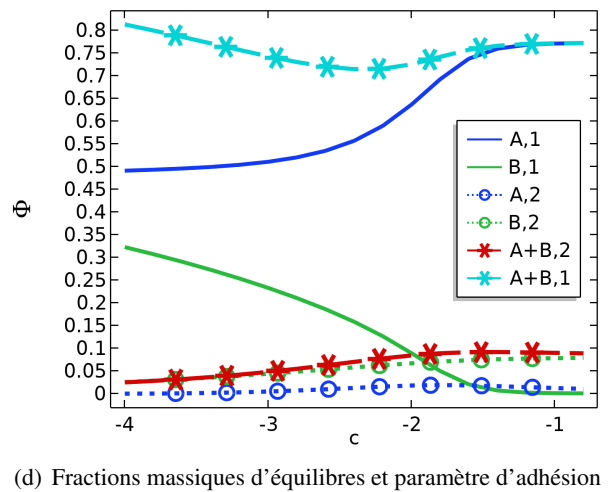 0.8
0.75
0.7
0.65
0.6
0.55
0.5
0.45
0.4
0.35
0.3
0.25
0.2
0.15
0.1
0.05
0
Φ
-4
-3
-2
-1
c
A,1
B,1
A,2
B,2
A+B,2
A+B,1
(d) Fractions massiques d'équilibres et paramètre d'adhésion